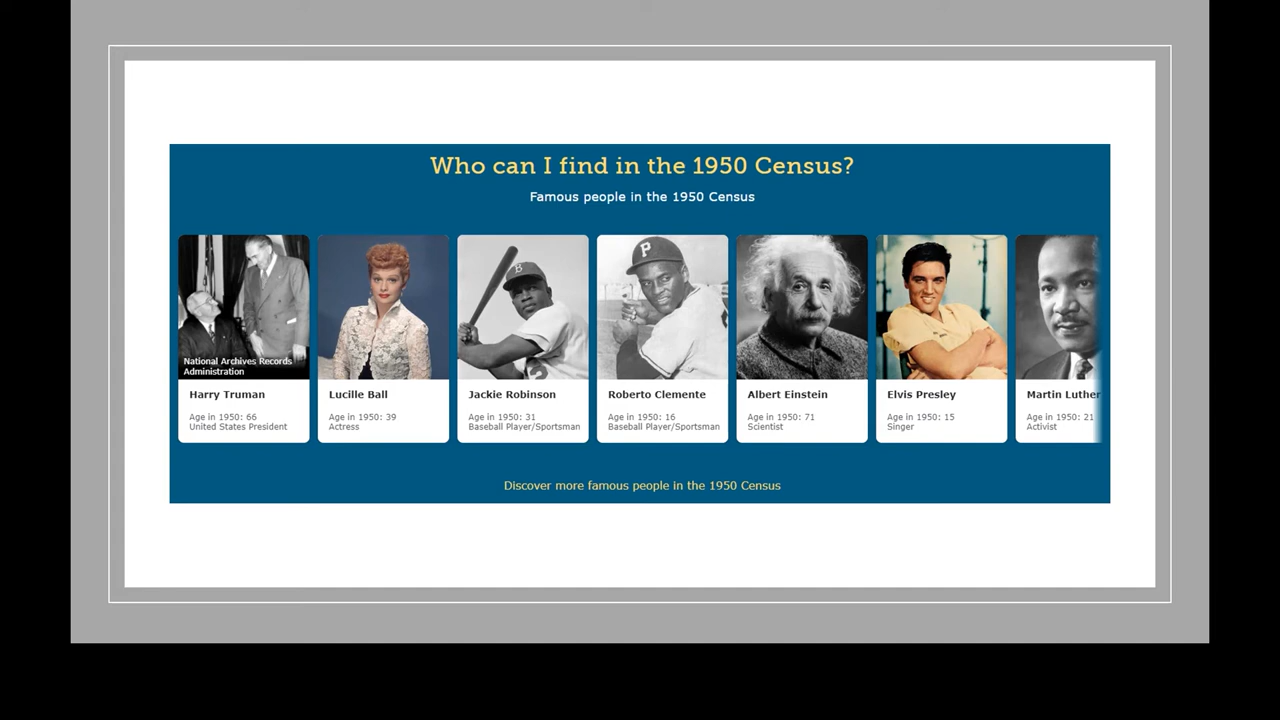 Who can I find in the 1950 Census?
Famous people in the 1950 Census
National Archives Records
Administration
Harry Truman
Age in 1950: 66
United States President
Lucille Ball
Age in 1950: 39
Actress
B
Jackie Robinson
Age in 1950: 31
Baseball Player/Sportsman
P
Roberto Clemente
Age in 1950: 16
Baseball Player/Sportsman
Albert Einstein
Age in 1950: 71
Scientist
Elvis Presley
Age in 1950: 15
Singer
Martin Luther
Age in 1950: 21
Activist
Discover more famous people in the 1950 Census